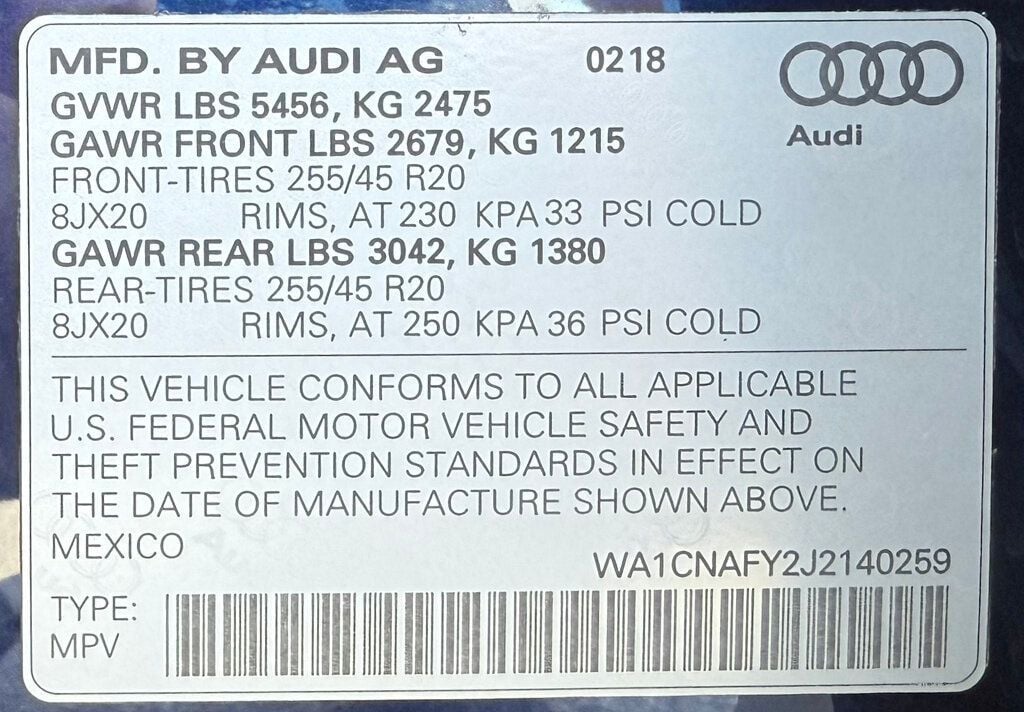 MFD. BY AUDI AG 0218
Audi
GVWR LBS 5456, KG 2475
GAWR FRONT LBS 2679, KG 1215
FRONT-TIRES 255/45 R20
8JX20 RIMS, AT 230 KPA 33 PSI COLD
GAWR REAR LBS 3042, KG 1380
REAR-TIRES 255/45 R20
8JX20 RIMS, AT 250 KPA 36 PSI COLD
THIS VEHICLE CONFORMS TO ALL APPLICABLE
U.S. FEDERAL MOTOR VEHICLE SAFETY AND
THEFT PREVENTION STANDARDS IN EFFECT ON
THE DATE OF MANUFACTURE SHOWN ABOVE.
MEXICO
WA1CNAFY2J2140259
TYPE:
MPV